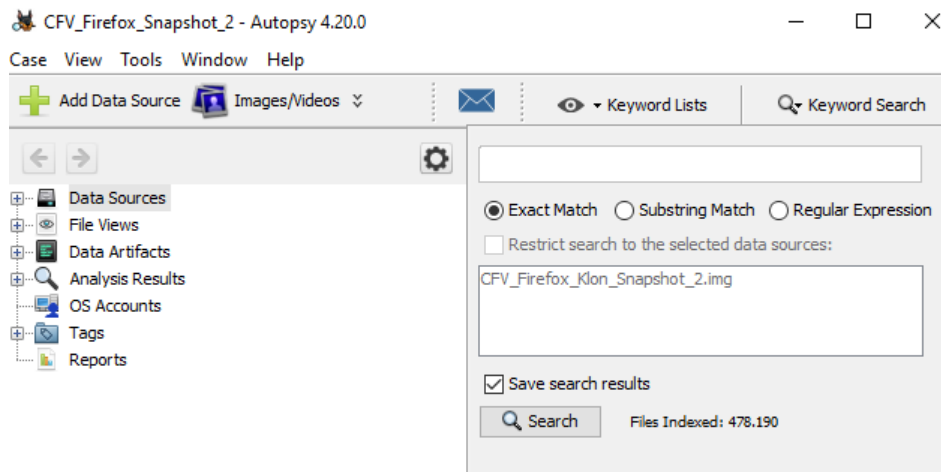 CFV_Firefox_Snapshot_2 - Autopsy 4.20.0
Case View Tools Window Help
Add Data Source Images/Videos Keyword Lists Keyword Search
Data Sources
File Views
Data Artifacts
Analysis Results
OS Accounts
Tags
Reports
Exact Match Substring Match Regular Expression
Restrict search to the selected data sources:
CFV_Firefox_Klon_Snapshot_2.img
Save search results
Search Files Indexed: 478.190